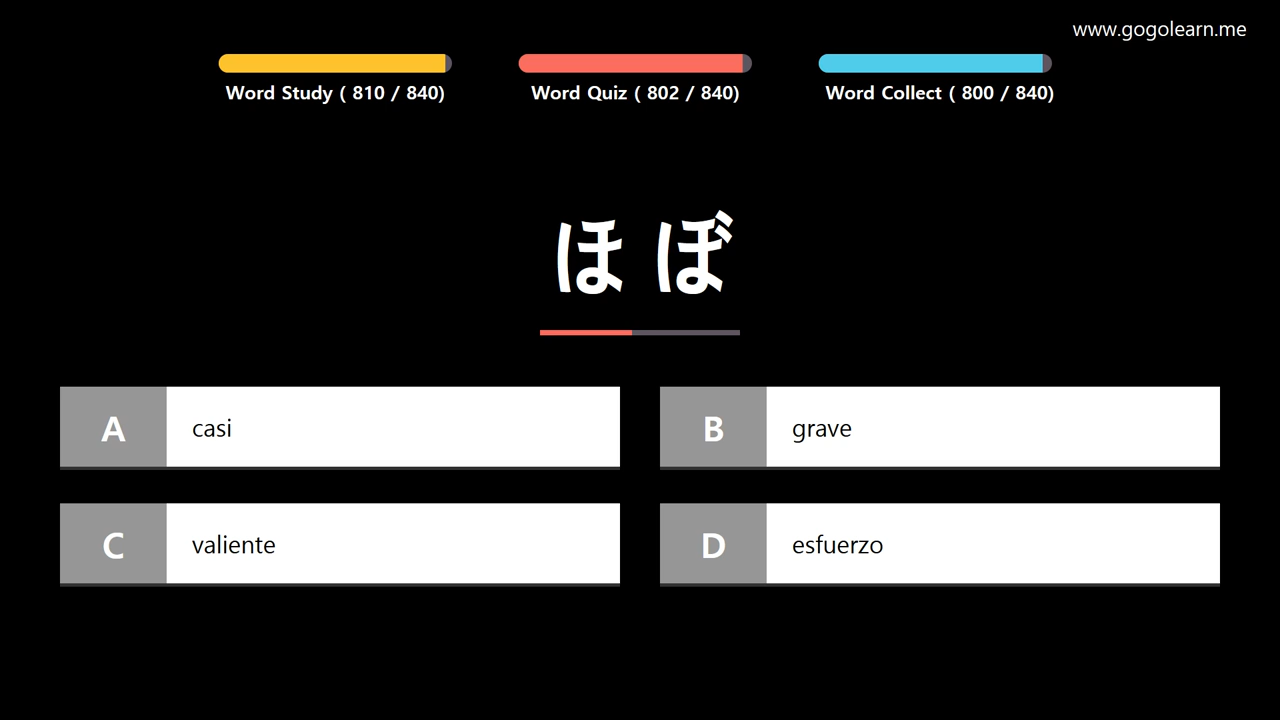 www.gogolearn.me
Word Study ( 810 / 840)
Word Quiz ( 802 / 840)
Word Collect ( 800 / 840)
ほぼ
A casi
B grave
C valiente
D esfuerzo